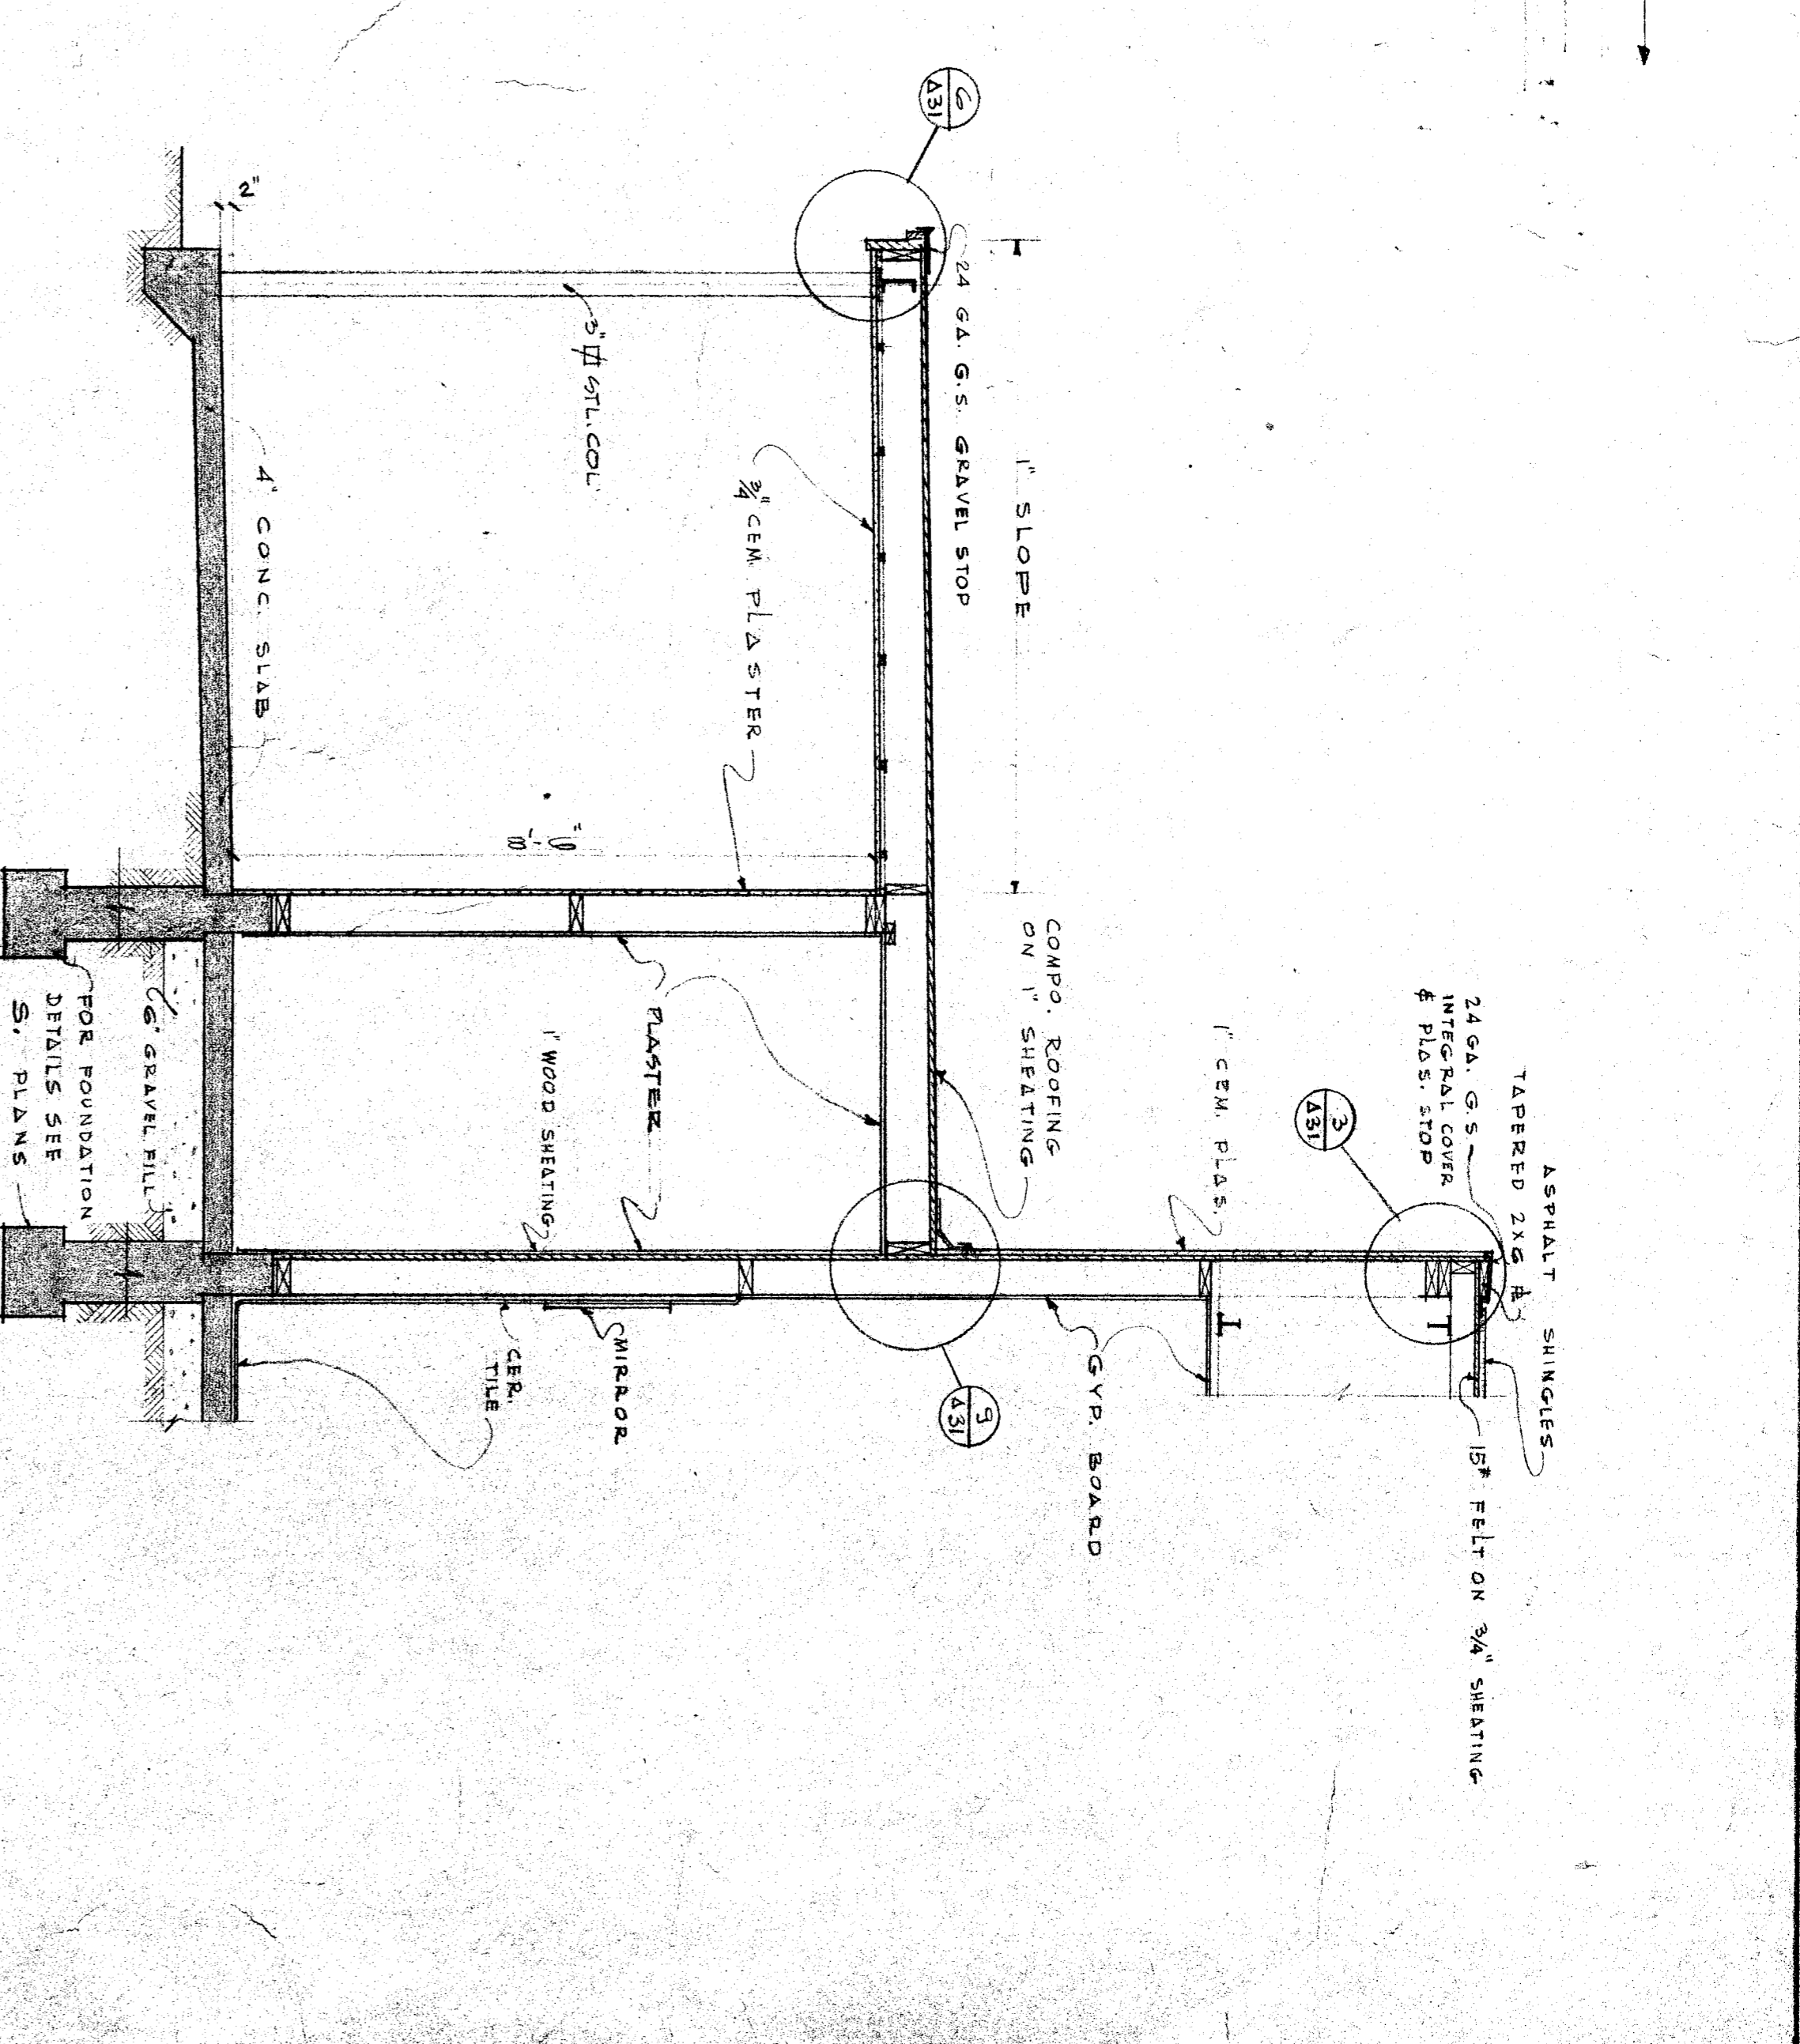 ASPHALT SHINGLES
TAPERED 2X6 ⅊
15# FELT ON 3/4" SHEATING
24 GA. G.S.
INTEGRAL COVER
& PLAS. STOP
3
A31
1" CEM. PLAS.
GYP. BOARD
COMPO. ROOFING
ON 1" SHEATING
1" SLOPE
24 GA. G.S. GRAVEL STOP
6
A31
9
A31
3/4" CEM. PLASTER
PLASTER
MIRROR
3" STL. COL.
8'-6"
1" WOOD SHEATING
CER.
TILE
2"
4" CONC. SLAB
6" GRAVEL FILL
FOR FOUNDATION
DETAILS SEE
S. PLANS